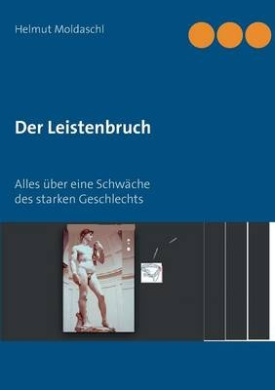 Helmut Moldaschl
Der Leistenbruch
Alles über eine Schwäche
des starken Geschlechts